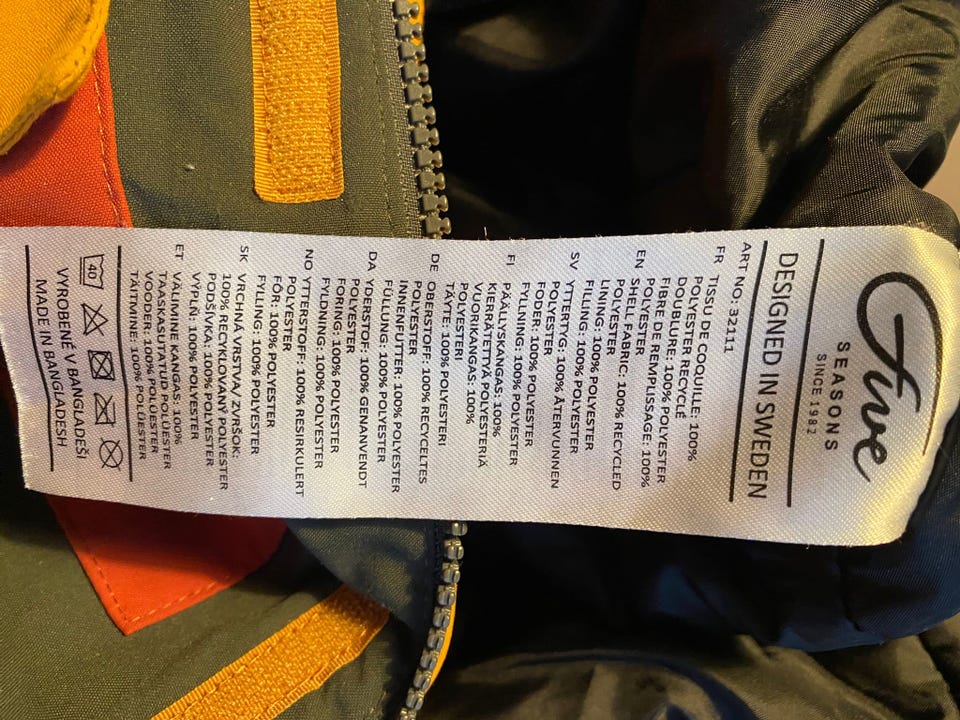 Five
SEASONS
SINCE 1982
DESIGNED IN SWEDEN
ART NO: 32111
FR TISSU DE COQUILLE: 100%
POLYESTER RECYCLÉ
DOUBLURE: 100% POLYESTER
FIBRE DE REMPLISSAGE: 100%
POLYESTER
EN SHELL FABRIC: 100% RECYCLED
POLYESTER
LINING: 100% POLYESTER
FILLING: 100% POLYESTER
SV YTTERTYG: 100% ÅTERVUNNEN
POLYESTER
FODER: 100% POLYESTER
FYLLNING: 100% POLYESTER
FI PÄÄLLYSKANGAS: 100%
KIERRÄTETTYÄ POLYESTERIÄ
VUORIKANGAS: 100%
POLYESTERI
TÄYTE: 100% POLYESTERI
DE OBERSTOFF: 100% RECYCELTES
POLYESTER
INNENFUTTER: 100% POLYESTER
FÜLLUNG: 100% POLYESTER
DA YDERSTOF: 100% GENANVENDT
POLYESTER
FORING: 100% POLYESTER
FYLDNING: 100% POLYESTER
NO YTTERSTOFF: 100% RESIRKULERT
POLYESTER
FÔR: 100% POLYESTER
FYLLING: 100% POLYESTER
SK VRCHNÁ VRSTVA/ ZVRŠOK:
100% RECYKLOVANÝ POLYESTER
PODŠÍVKA: 100% POLYESTER
VÝPLŇ: 100% POLYESTER
ET VÄLIMINE KANGAS: 100%
TAASKASUTATUD POLÜESTER
VOODER: 100% POLÜESTER
TÄITMINE: 100% POLÜESTER
40
VYROBENÉ V BANGLADÉŠI
MADE IN BANGLADESH